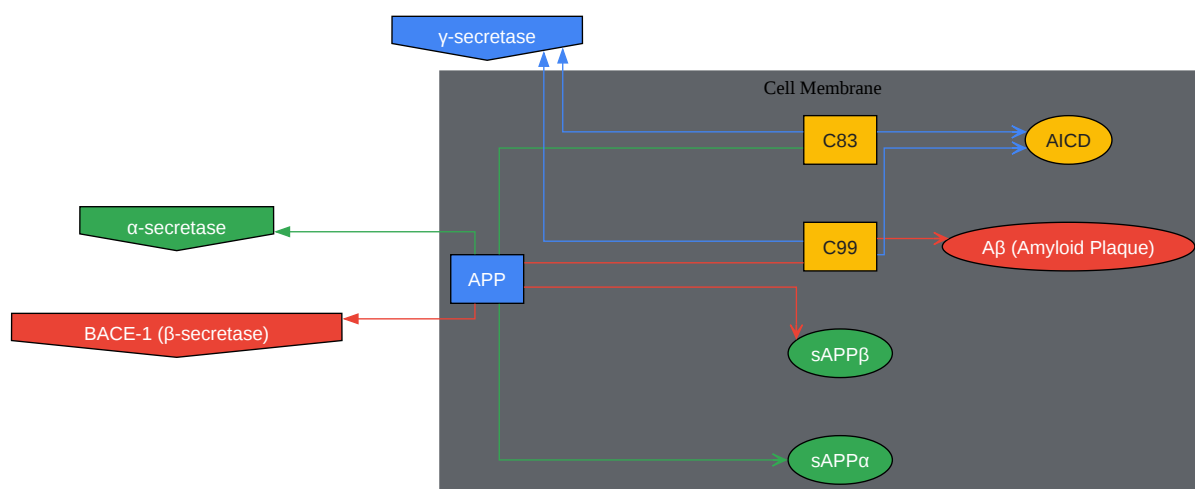 γ-secretase
Cell Membrane
C83
AICD
α-secretase
C99
Aβ (Amyloid Plaque)
APP
BACE-1 (β-secretase)
sAPPβ
sAPPα